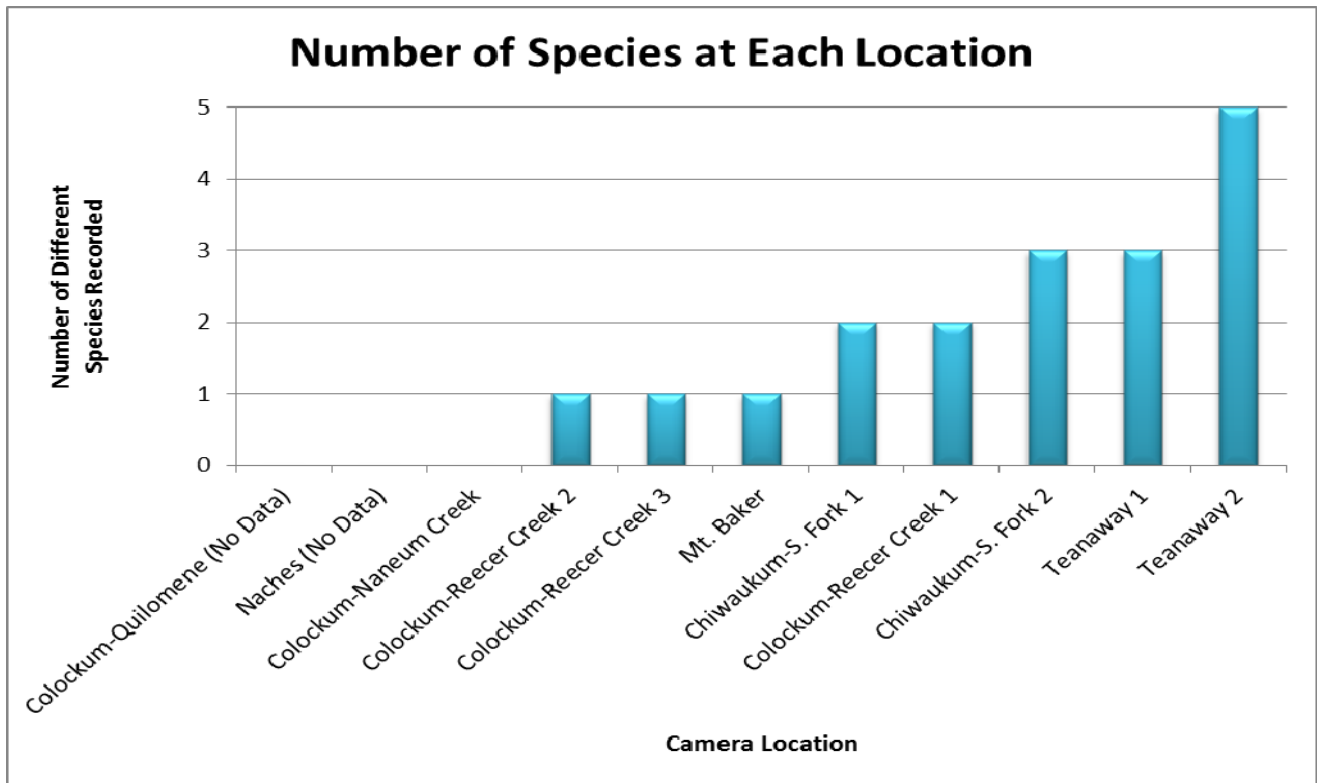 Number of Species at Each Location
Number of Different
Species Recorded
5
4
3
2
1
0
Colockum-Quilomene (No Data)
Naches (No Data)
Colockum-Naneum Creek
Colockum-Reecer Creek 2
Colockum-Reecer Creek 3
Mt. Baker
Chiwaukum-S. Fork 1
Colockum-Reecer Creek 1
Chiwaukum-S. Fork 2
Teanaway 1
Teanaway 2
Camera Location